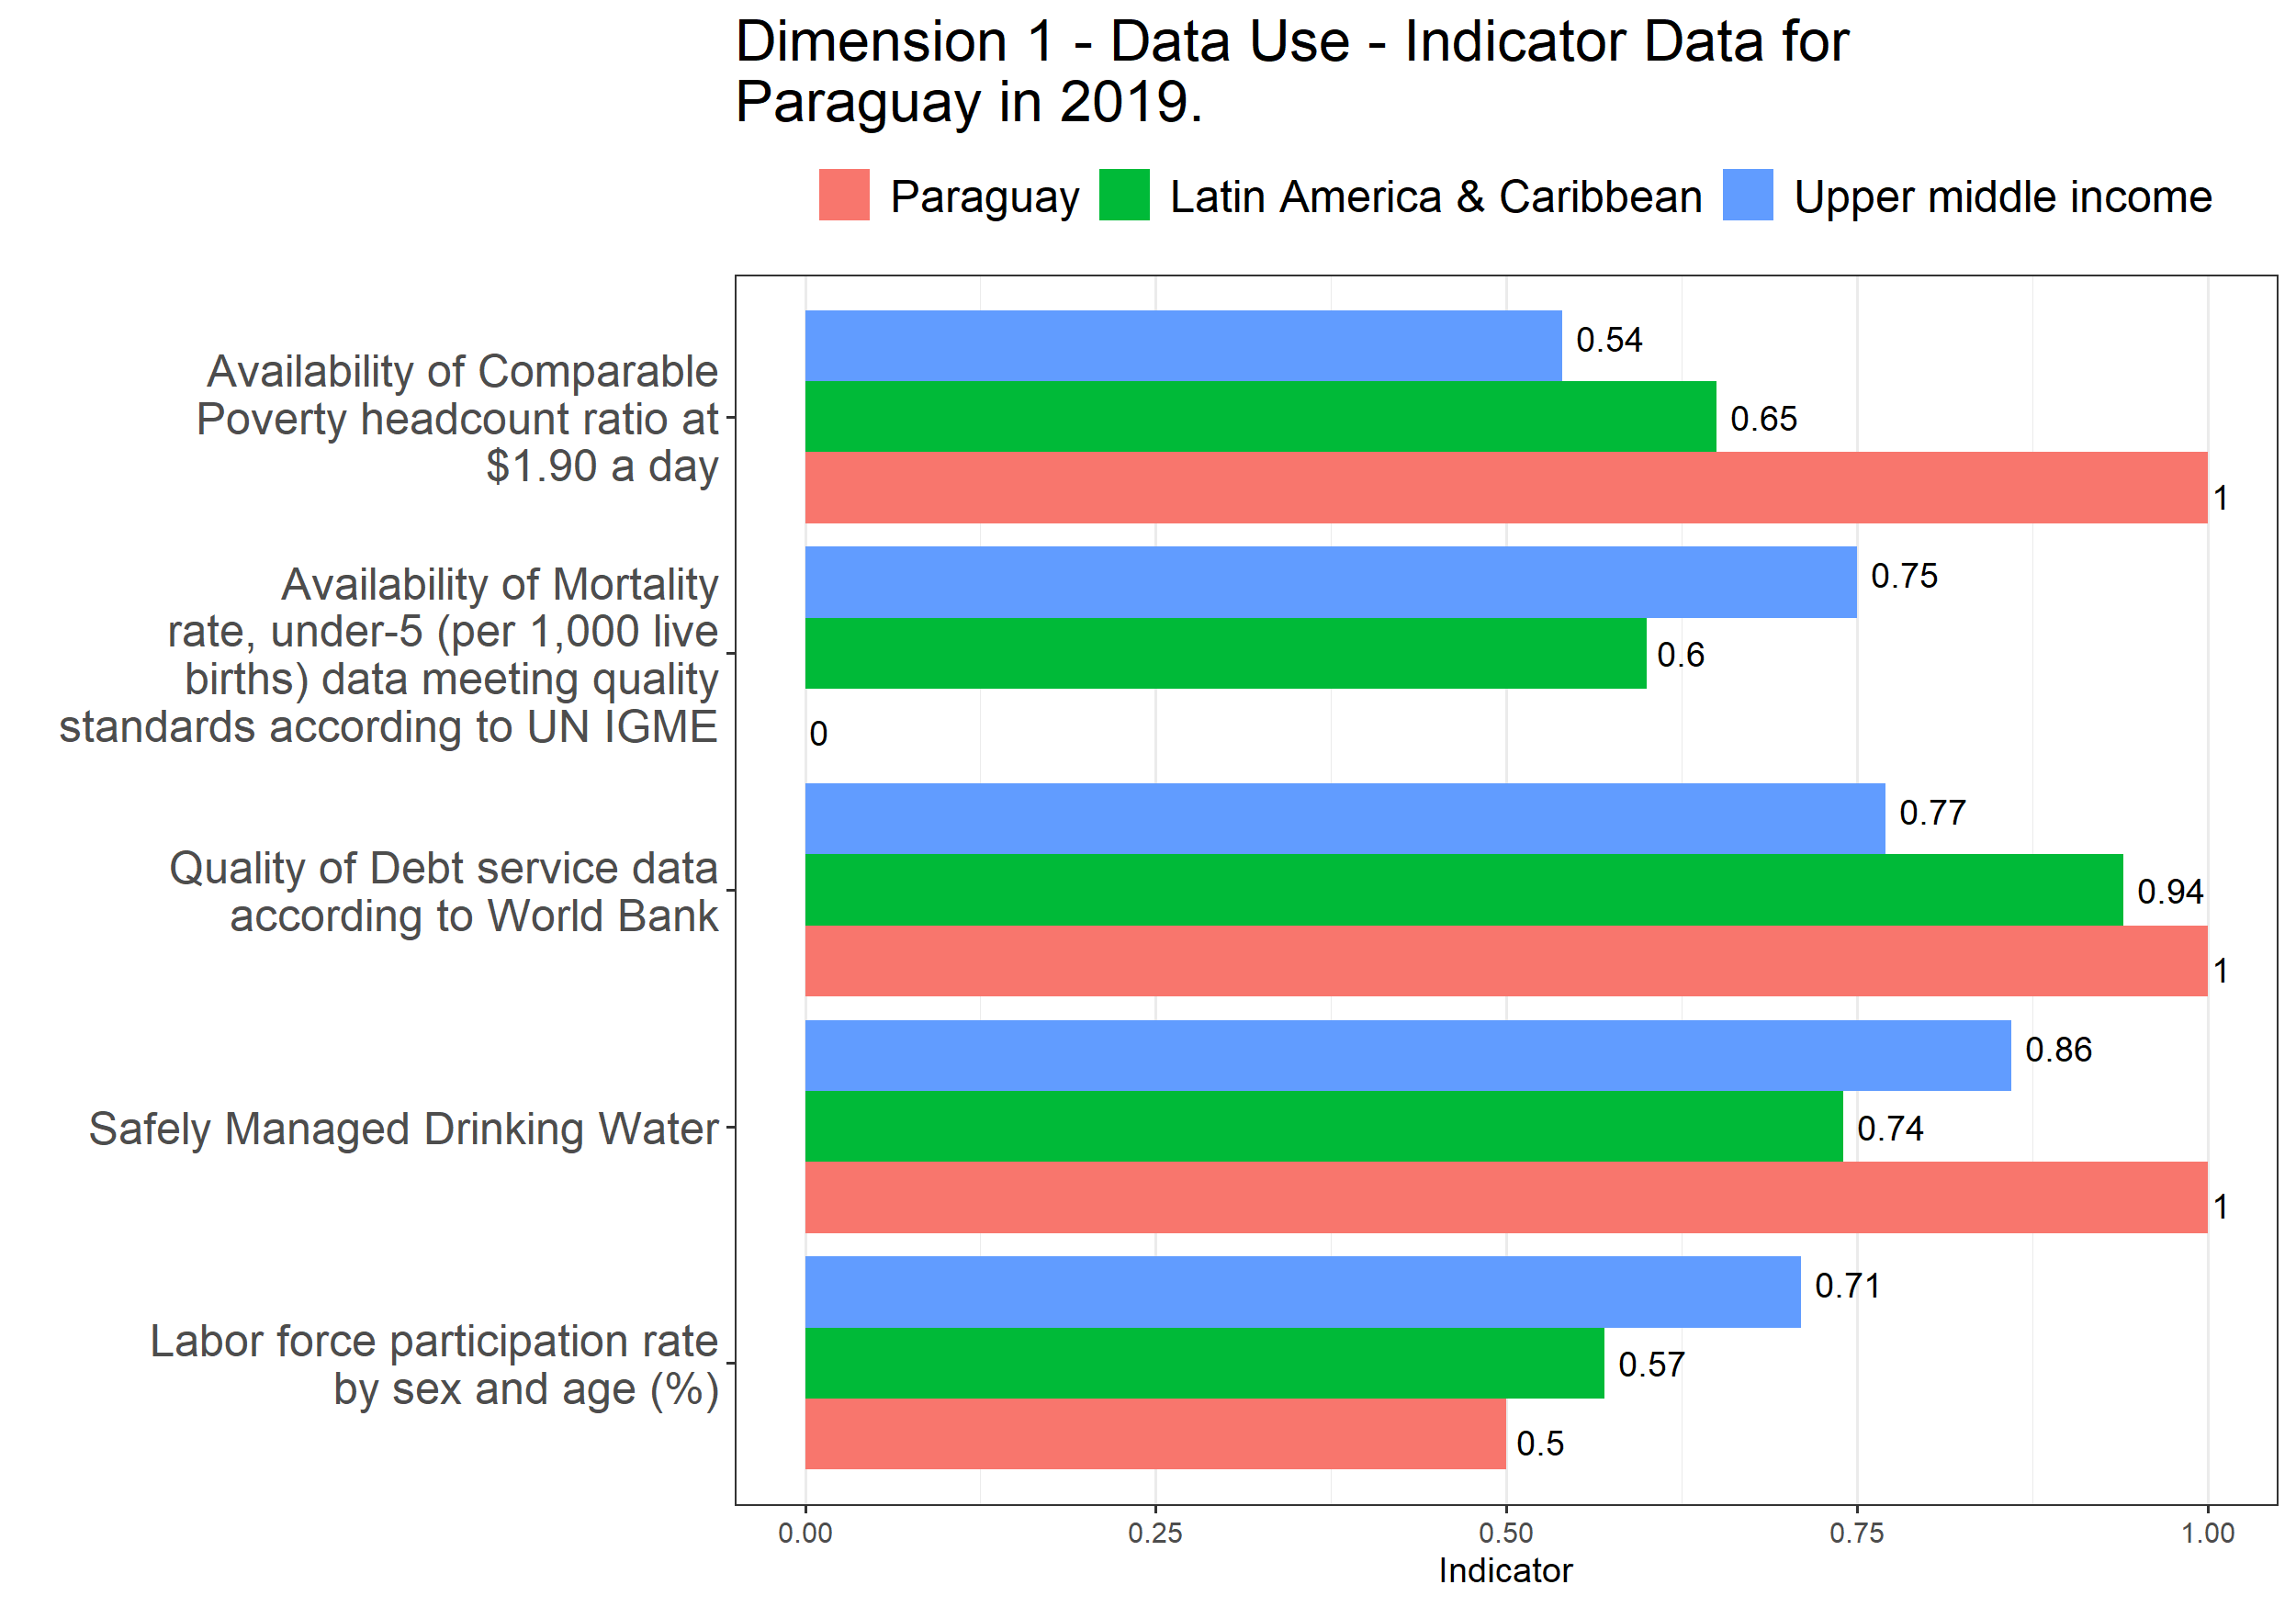 Dimension 1 - Data Use - Indicator Data for
Paraguay in 2019.
Paraguay
Latin America & Caribbean
Upper middle income
Availability of Comparable
Poverty headcount ratio at
$1.90 a day
0.54
0.65
1
Availability of Mortality
rate, under-5 (per 1,000 live
births) data meeting quality
standards according to UN IGME
0.75
0.6
0
Quality of Debt service data
according to World Bank
0.77
0.94
1
Safely Managed Drinking Water
0.86
0.74
1
Labor force participation rate
by sex and age (%)
0.71
0.57
0.5
0.00
0.25
0.50
0.75
1.00
Indicator